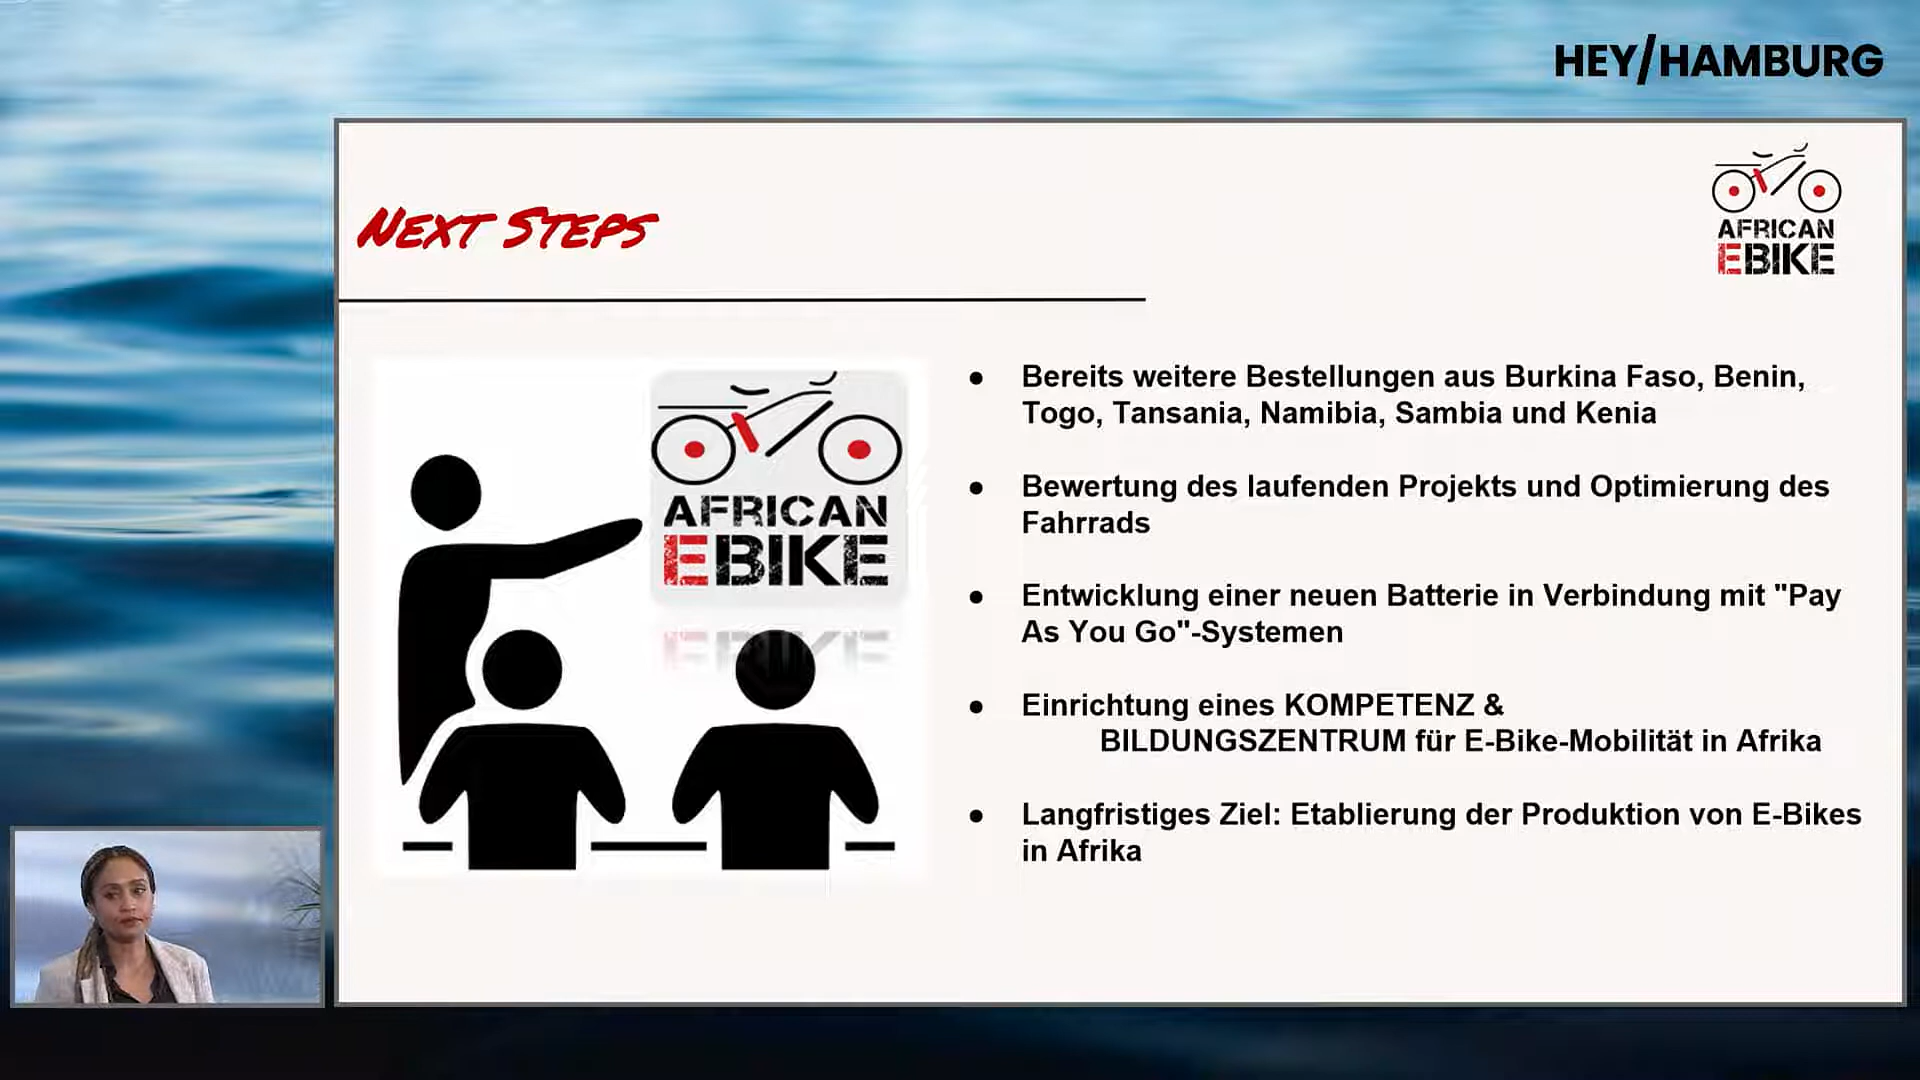 HEY/HAMBURG
AFRICAN
EBIKE
NEXT STEPS
AFRICAN
EBIKE
EBIKE
● Bereits weitere Bestellungen aus Burkina Faso, Benin,
Togo, Tansania, Namibia, Sambia und Kenia
● Bewertung des laufenden Projekts und Optimierung des
Fahrrads
● Entwicklung einer neuen Batterie in Verbindung mit "Pay
As You Go"-Systemen
● Einrichtung eines KOMPETENZ &
BILDUNGSZENTRUM für E-Bike-Mobilität in Afrika
● Langfristiges Ziel: Etablierung der Produktion von E-Bikes
in Afrika